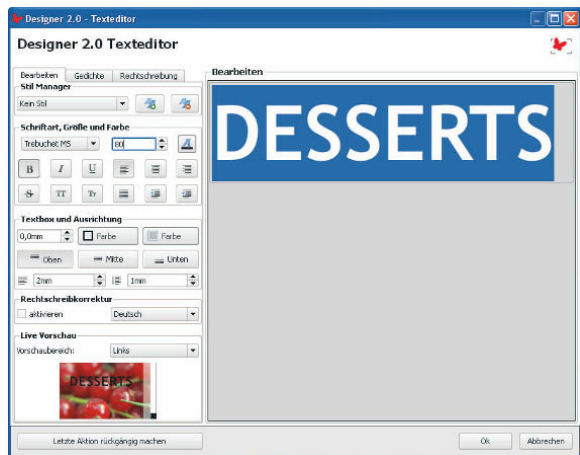 Designer 2.0 - Texteditor
Designer 2.0 Texteditor
Bearbeiten Gedichte Rechtschreibung
Stil Manager
Kein Stil
Schriftart, Größe und Farbe
Trebuchet MS 80
B I U
S TT Tr
Textbox und Ausrichtung
0,0mm Farbe Farbe
Oben Mitte Unten
2mm 1mm
Rechtschreibkorrektur
aktivieren Deutsch
Live Vorschau
Vorschaubereich: Links
DESSERTS
Letzte Aktion rückgängig machen
Bearbeiten
DESSERTS
Ok Abbrechen